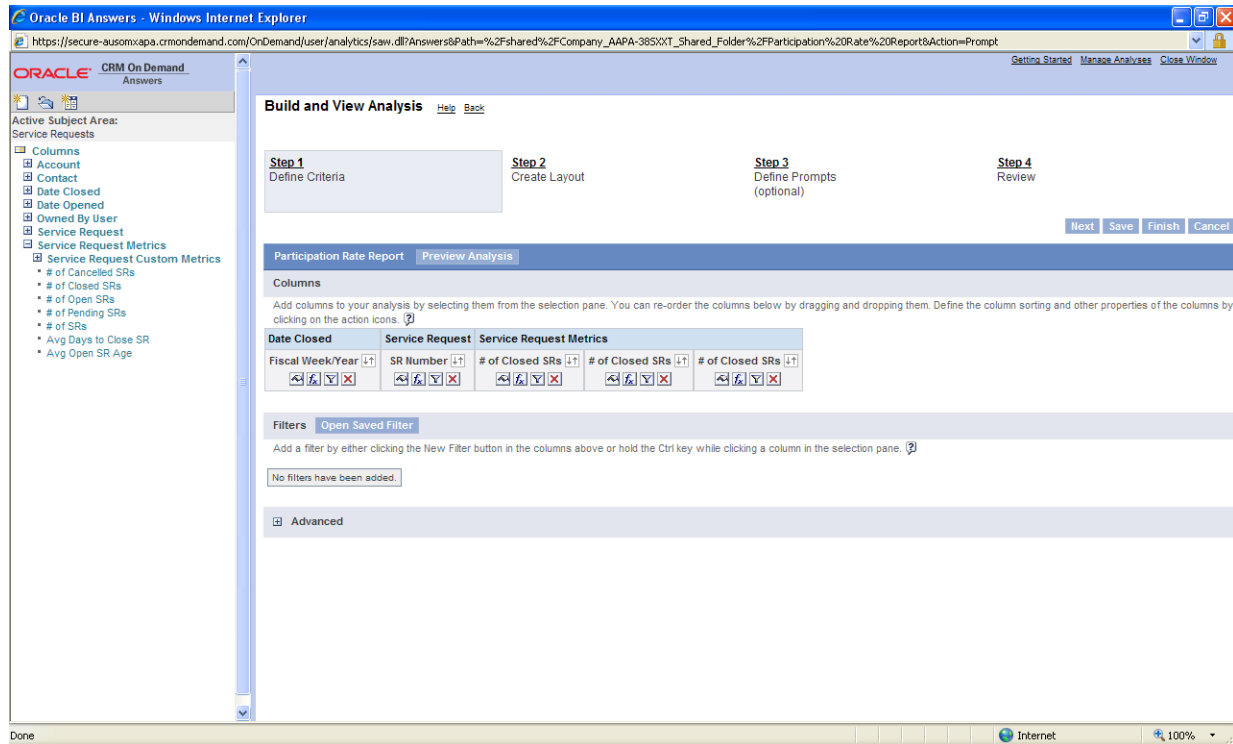 Oracle BI Answers - Windows Internet Explorer
https://secure-ausomxapa.crmondemand.com/OnDemand/user/analytics/saw.dll?Answers&Path=%2Fshared%2FCompany_AAPA-38SXXT_Shared_Folder%2FParticipation%20Rate%20Report&Action=Prompt
ORACLE CRM On Demand
Answers
Getting Started Manage Analyses Close Window
Active Subject Area:
Service Requests
Columns
Account
Contact
Date Closed
Date Opened
Owned By User
Service Request
Service Request Metrics
Service Request Custom Metrics
# of Cancelled SRs
# of Closed SRs
# of Open SRs
# of Pending SRs
# of SRs
Avg Days to Close SR
Avg Open SR Age
Build and View Analysis Help Back
Step 1 Step 2 Step 3 Step 4
Define Criteria Create Layout Define Prompts Review
(optional)
Next Save Finish Cancel
Participation Rate Report Preview Analysis
Columns
Add columns to your analysis by selecting them from the selection pane. You can re-order the columns below by dragging and dropping them. Define the column sorting and other properties of the columns by
clicking on the action icons. ?
Date Closed Service Request Service Request Metrics
Fiscal Week/Year SR Number # of Closed SRs # of Closed SRs # of Closed SRs
fx fx fx fx fx
Filters Open Saved Filter
Add a filter by either clicking the New Filter button in the columns above or hold the Ctrl key while clicking a column in the selection pane. ?
No filters have been added.
Advanced
Done Internet 100%